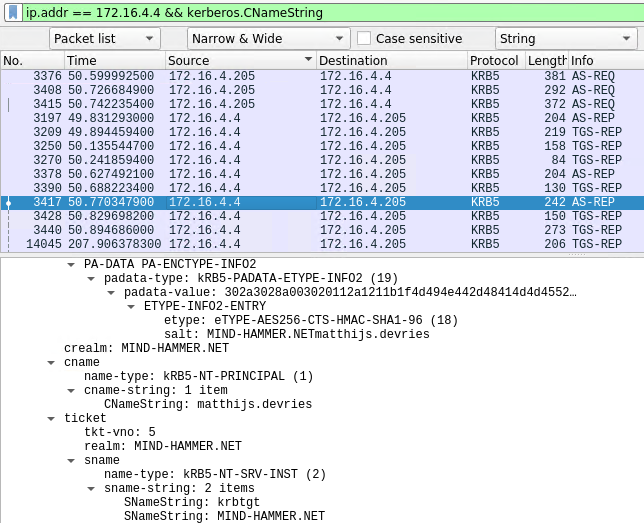 ip.addr == 172.16.4.4 && kerberos.CNameString
Packet list Narrow & Wide Case sensitive String
No. Time Source Destination Protocol Length Info
3376 50.599992500 172.16.4.205 172.16.4.4 KRB5 381 AS-REQ
3408 50.726684900 172.16.4.205 172.16.4.4 KRB5 292 AS-REQ
3415 50.742235400 172.16.4.205 172.16.4.4 KRB5 372 AS-REQ
3197 49.831293000 172.16.4.4 172.16.4.205 KRB5 204 AS-REP
3209 49.894459400 172.16.4.4 172.16.4.205 KRB5 219 TGS-REP
3250 50.135544700 172.16.4.4 172.16.4.205 KRB5 158 TGS-REP
3270 50.241859400 172.16.4.4 172.16.4.205 KRB5 84 TGS-REP
3378 50.627492100 172.16.4.4 172.16.4.205 KRB5 204 AS-REP
3390 50.688223400 172.16.4.4 172.16.4.205 KRB5 130 TGS-REP
3417 50.770347900 172.16.4.4 172.16.4.205 KRB5 242 AS-REP
3428 50.829698200 172.16.4.4 172.16.4.205 KRB5 150 TGS-REP
3440 50.894686000 172.16.4.4 172.16.4.205 KRB5 273 TGS-REP
14045 207.906378300 172.16.4.4 172.16.4.205 KRB5 206 TGS-REP
PA-DATA PA-ENCTYPE-INFO2
padata-type: kRB5-PADATA-ETYPE-INFO2 (19)
padata-value: 302a3028a003020112a1211b1f4d494e442d48414d4d4552…
ETYPE-INFO2-ENTRY
etype: eTYPE-AES256-CTS-HMAC-SHA1-96 (18)
salt: MIND-HAMMER.NETmatthijs.devries
crealm: MIND-HAMMER.NET
cname
name-type: kRB5-NT-PRINCIPAL (1)
cname-string: 1 item
CNameString: matthijs.devries
ticket
tkt-vno: 5
realm: MIND-HAMMER.NET
sname
name-type: kRB5-NT-SRV-INST (2)
sname-string: 2 items
SNameString: krbtgt
SNameString: MIND-HAMMER.NET